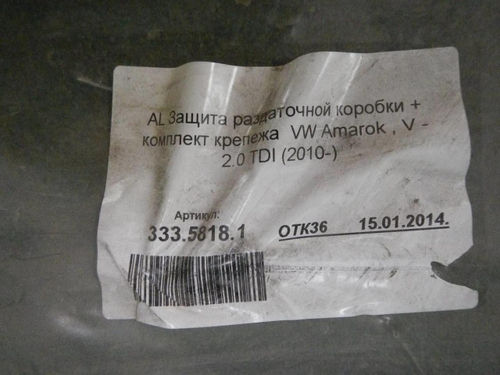 AL Защита раздаточной коробки +
комплект крепежа VW Amarok , V -
2.0 TDI (2010-)
Артикул:
333.5818.1 ОТК36 15.01.2014.